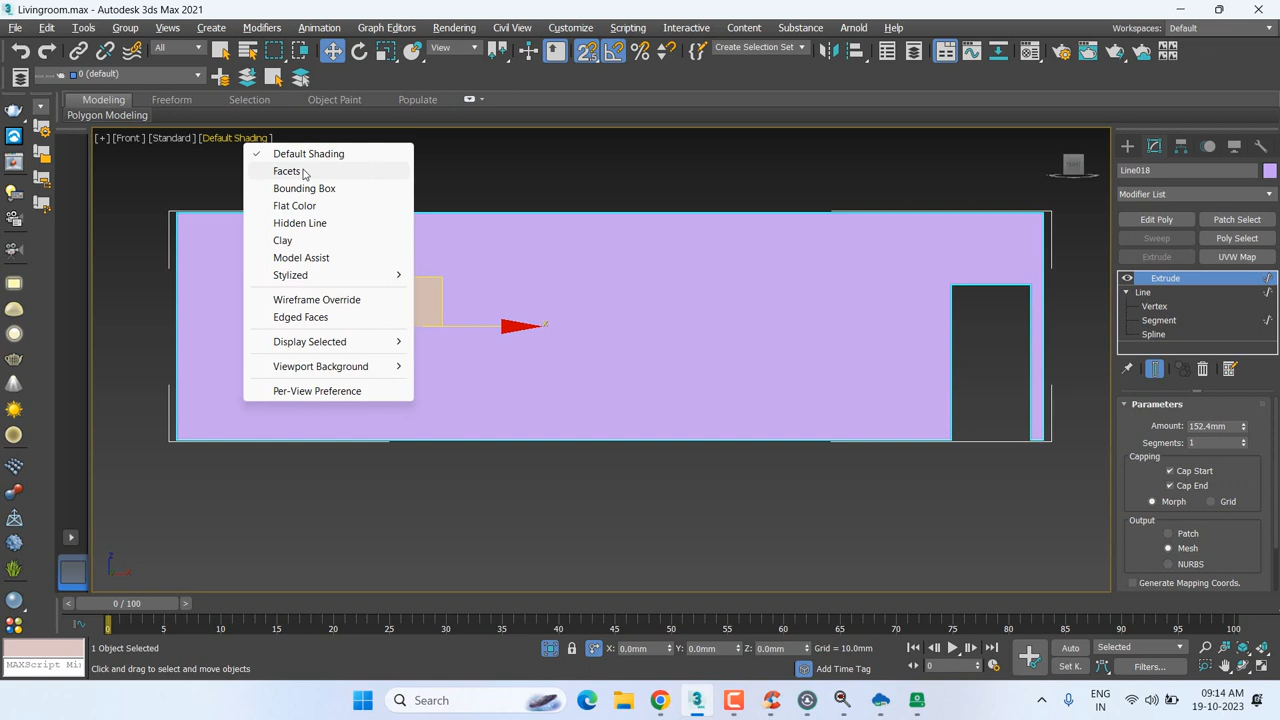 Livingroom.max - Autodesk 3ds Max 2021
File Edit Tools Group Views Create Modifiers Animation Graph Editors Rendering Civil View Customize Scripting Interactive Content Substance Arnold Help Workspaces: Default
All View Create Selection Set
0 (default)
Modeling Freeform Selection Object Paint Populate
Polygon Modeling
[+] [Front ] [Standard ] [Default Shading ]
Default Shading
Facets
Bounding Box
Flat Color
Hidden Line
Clay
Model Assist
Stylized
Wireframe Override
Edged Faces
Display Selected
Viewport Background
Per-View Preference
z
Line018
Modifier List
Edit Poly Patch Select
Sweep Poly Select
Extrude UVW Map
Extrude
Line
Vertex
Segment
Spline
Parameters
Amount: 152.4mm
Segments: 1
Capping
Cap Start
Cap End
Morph Grid
Output
Patch
Mesh
NURBS
Generate Mapping Coords.
< 0 / 100 >
0 5 10 15 20 25 30 35 40 45 50 55 60 65 70 75 80 85 90 95 100
1 Object Selected X: 0.0mm Y: 0.0mm Z: 0.0mm Grid = 10.0mm Auto Selected
MAXScript Mi: Click and drag to select and move objects Add Time Tag 0 Set K. Filters...
Search ENG IN 09:14 AM 19-10-2023